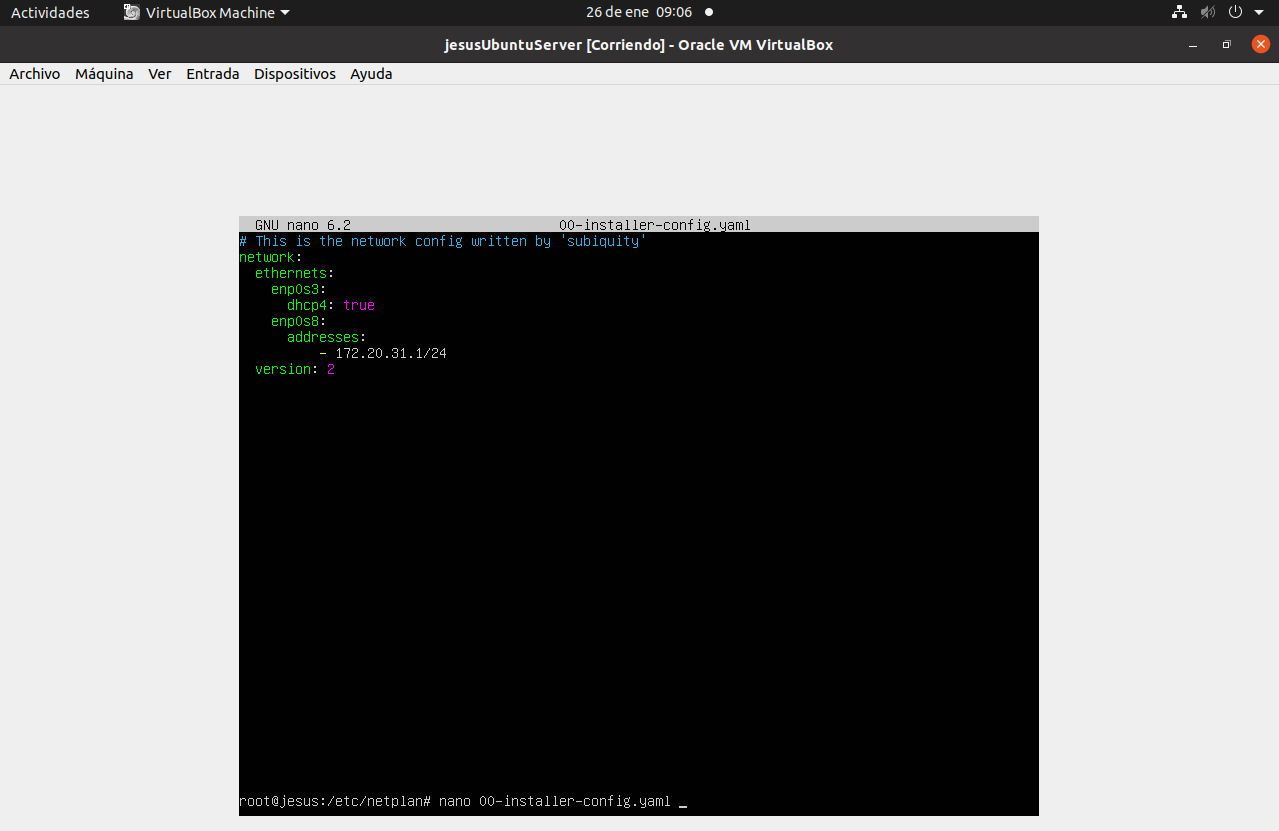 Actividades VirtualBox Machine 26 de ene 09:06
jesusUbuntuServer [Corriendo] - Oracle VM VirtualBox
Archivo Máquina Ver Entrada Dispositivos Ayuda
GNU nano 6.2 00-installer-config.yaml
# This is the network config written by 'subiquity'
network:
  ethernets:
    enp0s3:
      dhcp4: true
    enp0s8:
      addresses:
          - 172.20.31.1/24
  version: 2
root@jesus:/etc/netplan# nano 00-installer-config.yaml _